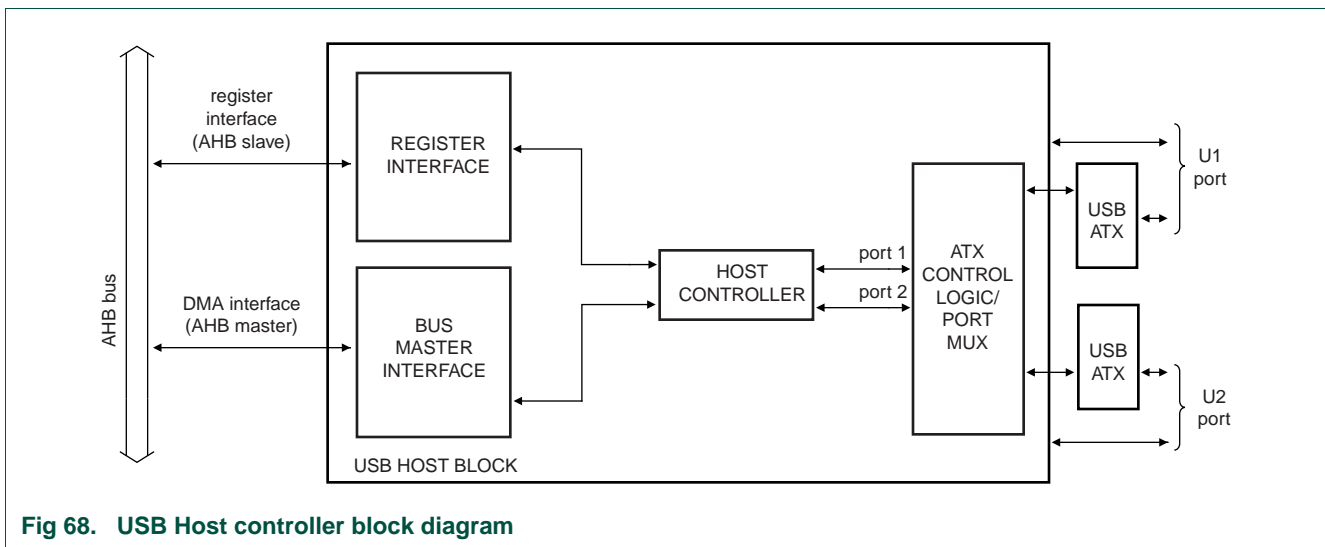 AHB bus
register
interface
(AHB slave)
DMA interface
(AHB master)
REGISTER
INTERFACE
BUS
MASTER
INTERFACE
USB HOST BLOCK
HOST
CONTROLLER
port 1
port 2
ATX
CONTROL
LOGIC/
PORT
MUX
USB
ATX
U1
port
USB
ATX
U2
port
Fig 68. USB Host controller block diagram